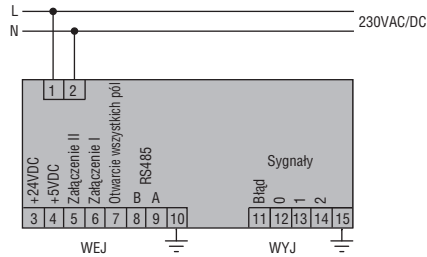 L
N
230VAC/DC
1 2
+24VDC
+5VDC
Załączenie II
Załączenie I
Otwarcie wszystkich pól
RS485
B A
Sygnały
Błąd
0
1
2
3 4 5 6 7 8 9 10
11 12 13 14 15
WEJ
WYJ